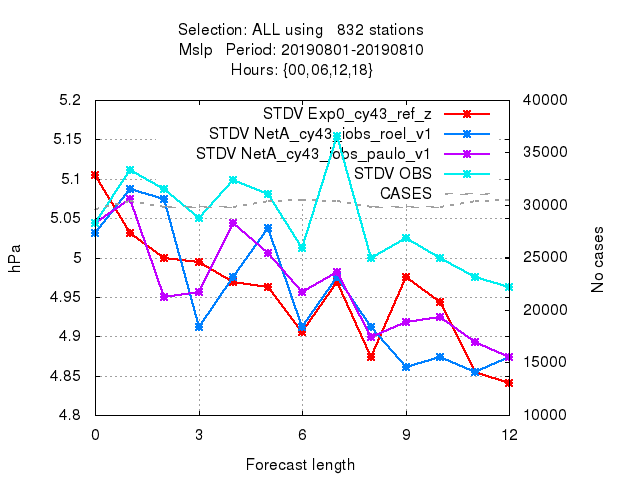 Selection: ALL using   832 stations
Mslp   Period: 20190801-20190810
Hours: {00,06,12,18}
5.2
5.15
5.1
5.05
5
4.95
4.9
4.85
4.8
hPa
STDV Exp0_cy43_ref_z
STDV NetA_cy43_iobs_roel_v1
STDV NetA_cy43_iobs_paulo_v1
STDV OBS
CASES
40000
35000
30000
25000
20000
15000
10000
No cases
0 3 6 9 12
Forecast length